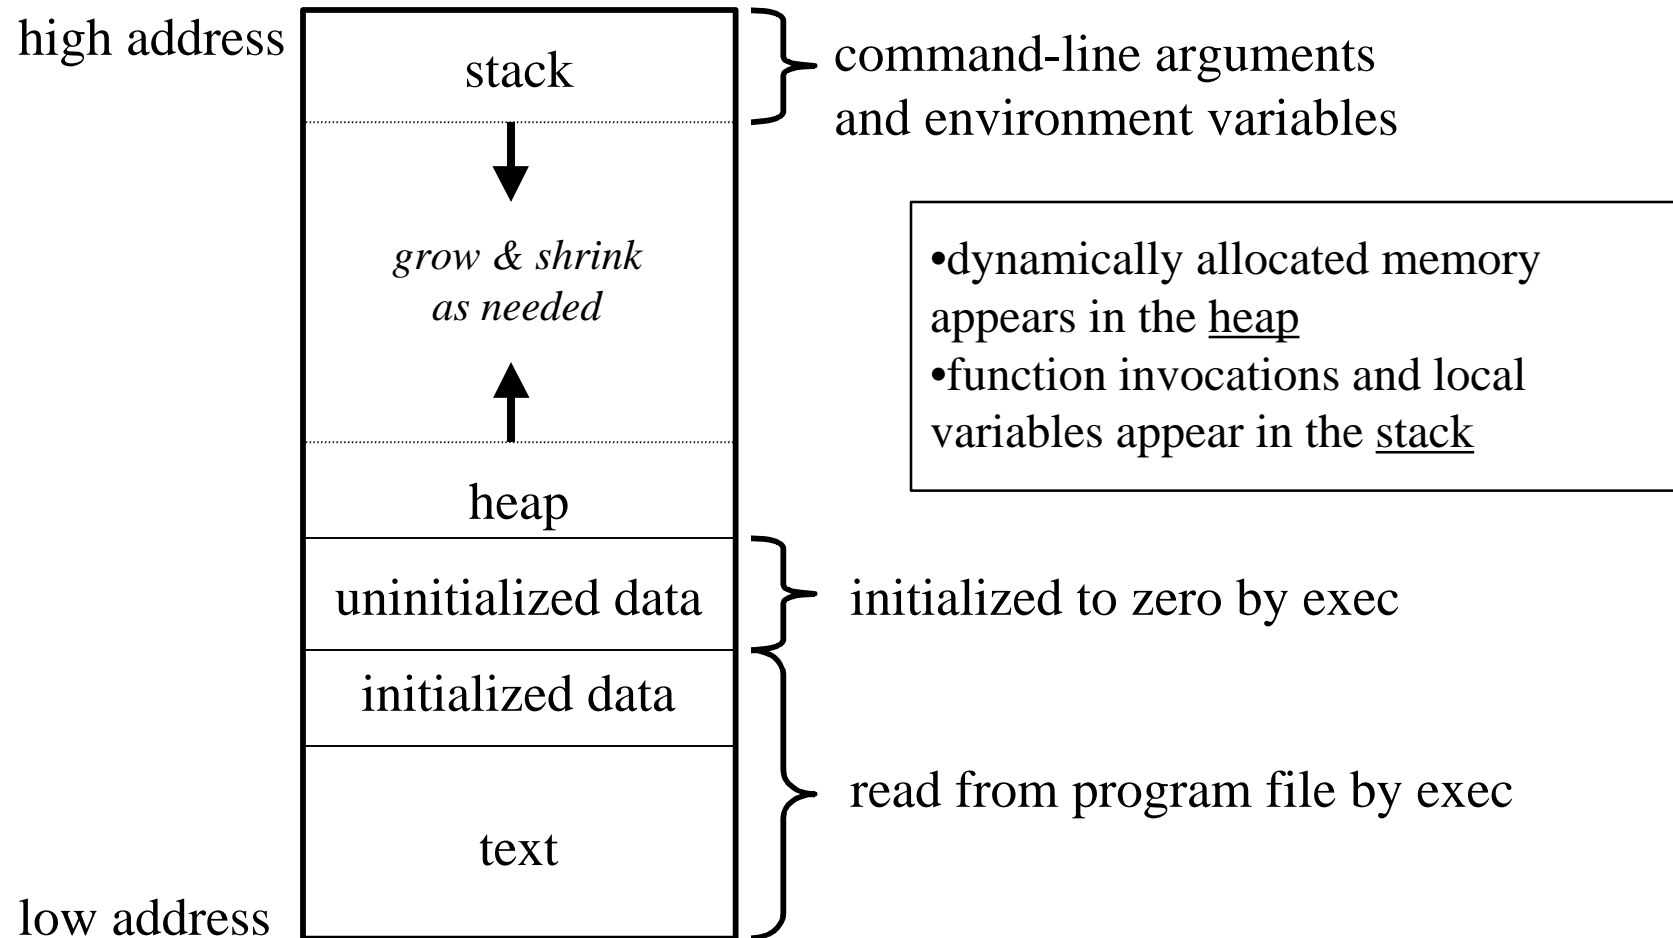 high address
stack
command-line arguments
and environment variables
grow & shrink
as needed
•dynamically allocated memory
appears in the heap
•function invocations and local
variables appear in the stack
heap
uninitialized data
initialized to zero by exec
initialized data
read from program file by exec
text
low address